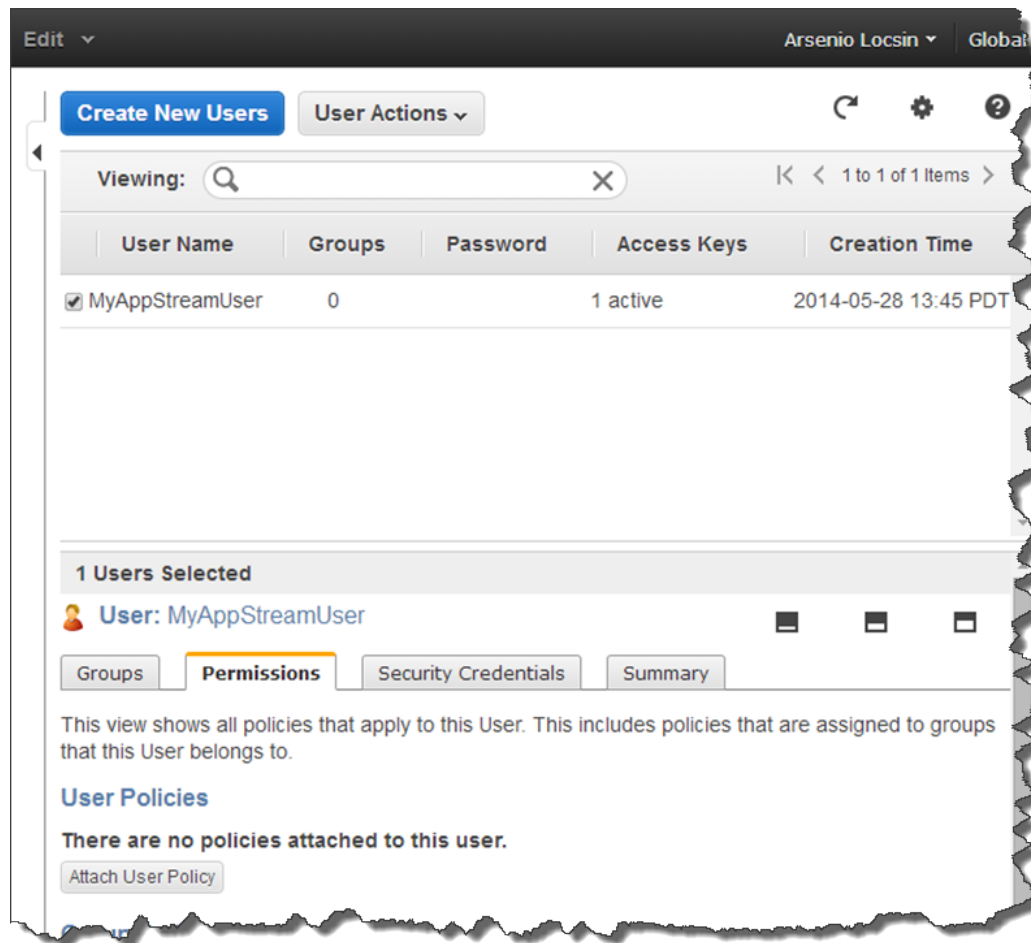 Edit Arsenio Locsin Global
Create New Users User Actions
Viewing: 1 to 1 of 1 Items
User Name Groups Password Access Keys Creation Time
MyAppStreamUser 0 1 active 2014-05-28 13:45 PDT
1 Users Selected
User: MyAppStreamUser
Groups Permissions Security Credentials Summary
This view shows all policies that apply to this User. This includes policies that are assigned to groups
that this User belongs to.
User Policies
There are no policies attached to this user.
Attach User Policy